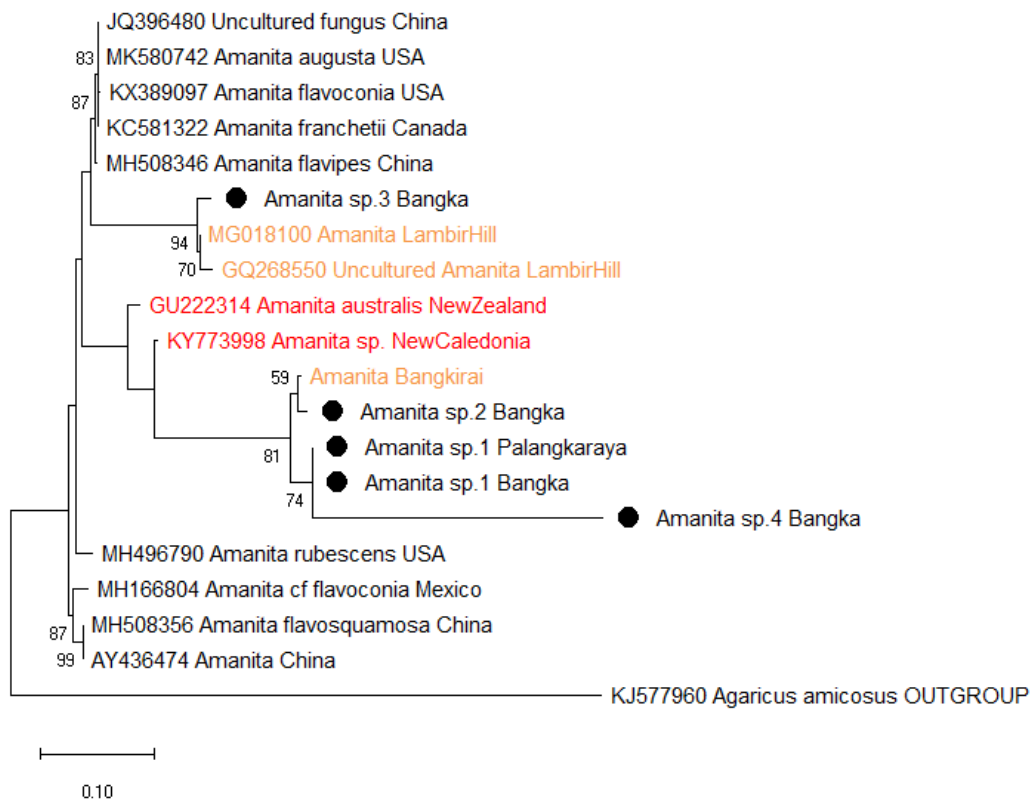 JQ396480 Uncultured fungus China
83
MK580742 Amanita augusta USA
KX389097 Amanita flavoconia USA
87
KC581322 Amanita franchetii Canada
MH508346 Amanita flavipes China
Amanita sp.3 Bangka
MG018100 Amanita LambirHill
94
GQ268550 Uncultured Amanita LambirHill
70
GU222314 Amanita australis NewZealand
KY773998 Amanita sp. NewCaledonia
59
Amanita Bangkirai
Amanita sp.2 Bangka
Amanita sp.1 Palangkaraya
81
Amanita sp.1 Bangka
74
Amanita sp.4 Bangka
MH496790 Amanita rubescens USA
MH166804 Amanita cf flavoconia Mexico
MH508356 Amanita flavosquamosa China
87
AY436474 Amanita China
99
KJ577960 Agaricus amicosus OUTGROUP
0.10